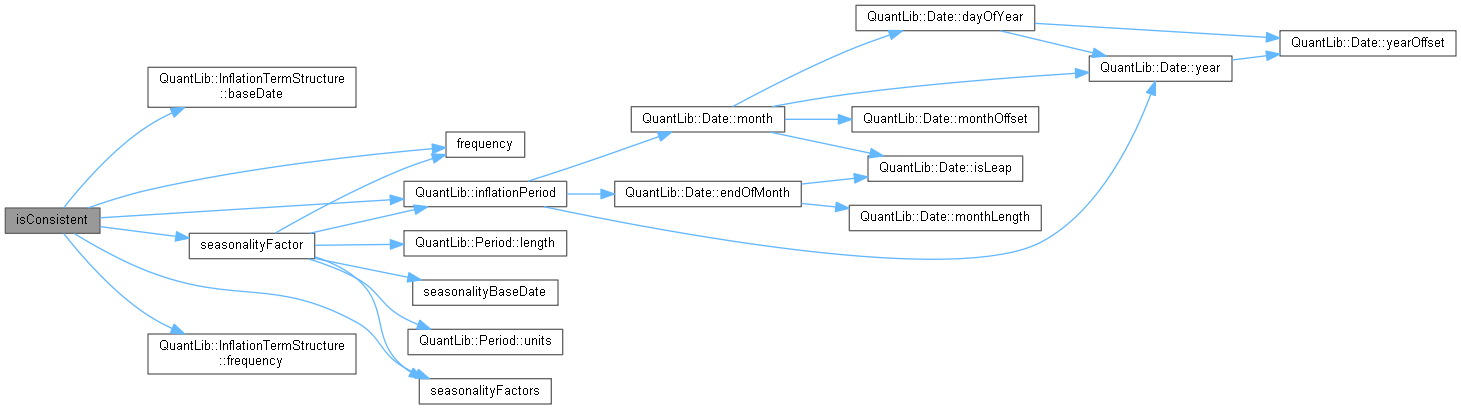 isConsistent
QuantLib::InflationTermStructure
::baseDate
seasonalityFactor
QuantLib::InflationTermStructure
::frequency
frequency
QuantLib::inflationPeriod
QuantLib::Period::length
seasonalityBaseDate
QuantLib::Period::units
seasonalityFactors
QuantLib::Date::month
QuantLib::Date::endOfMonth
QuantLib::Date::dayOfYear
QuantLib::Date::monthOffset
QuantLib::Date::isLeap
QuantLib::Date::monthLength
QuantLib::Date::year
QuantLib::Date::yearOffset